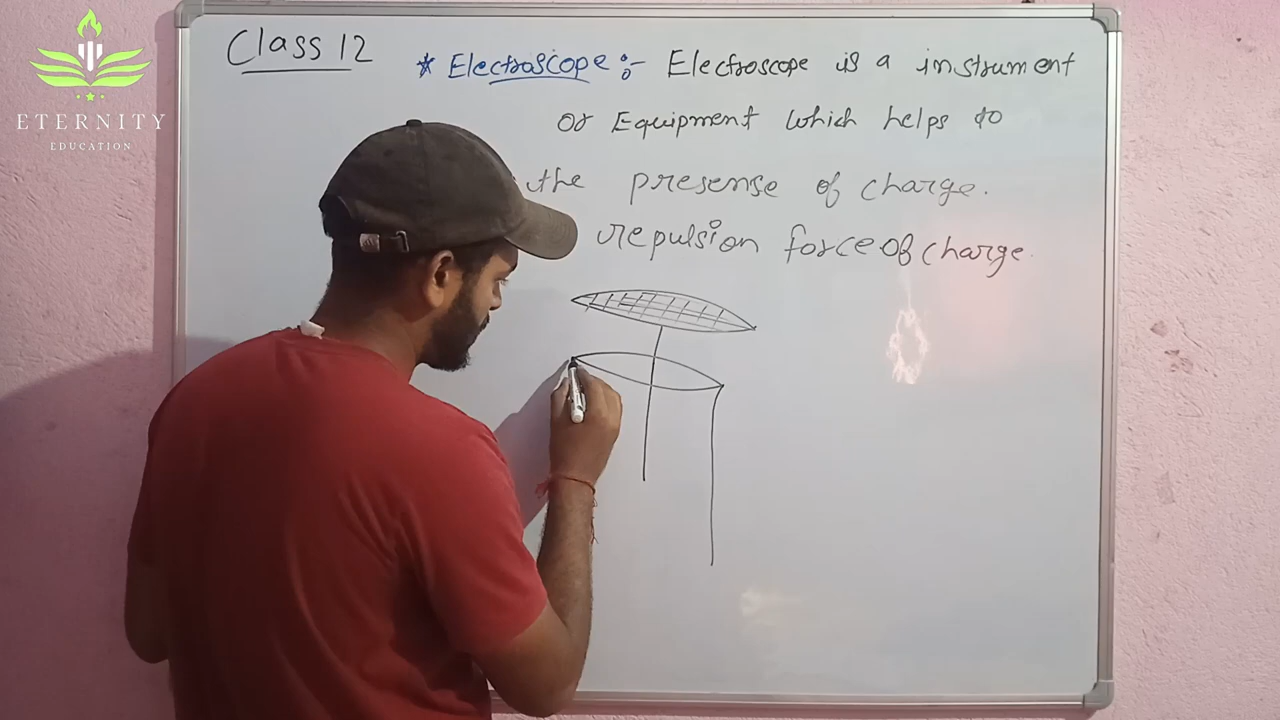 ETERNITY
EDUCATION
Class 12
* Electroscope :- Electroscope is a instrument
or Equipment which helps to
the presense of charge.
repulsion force of charge.